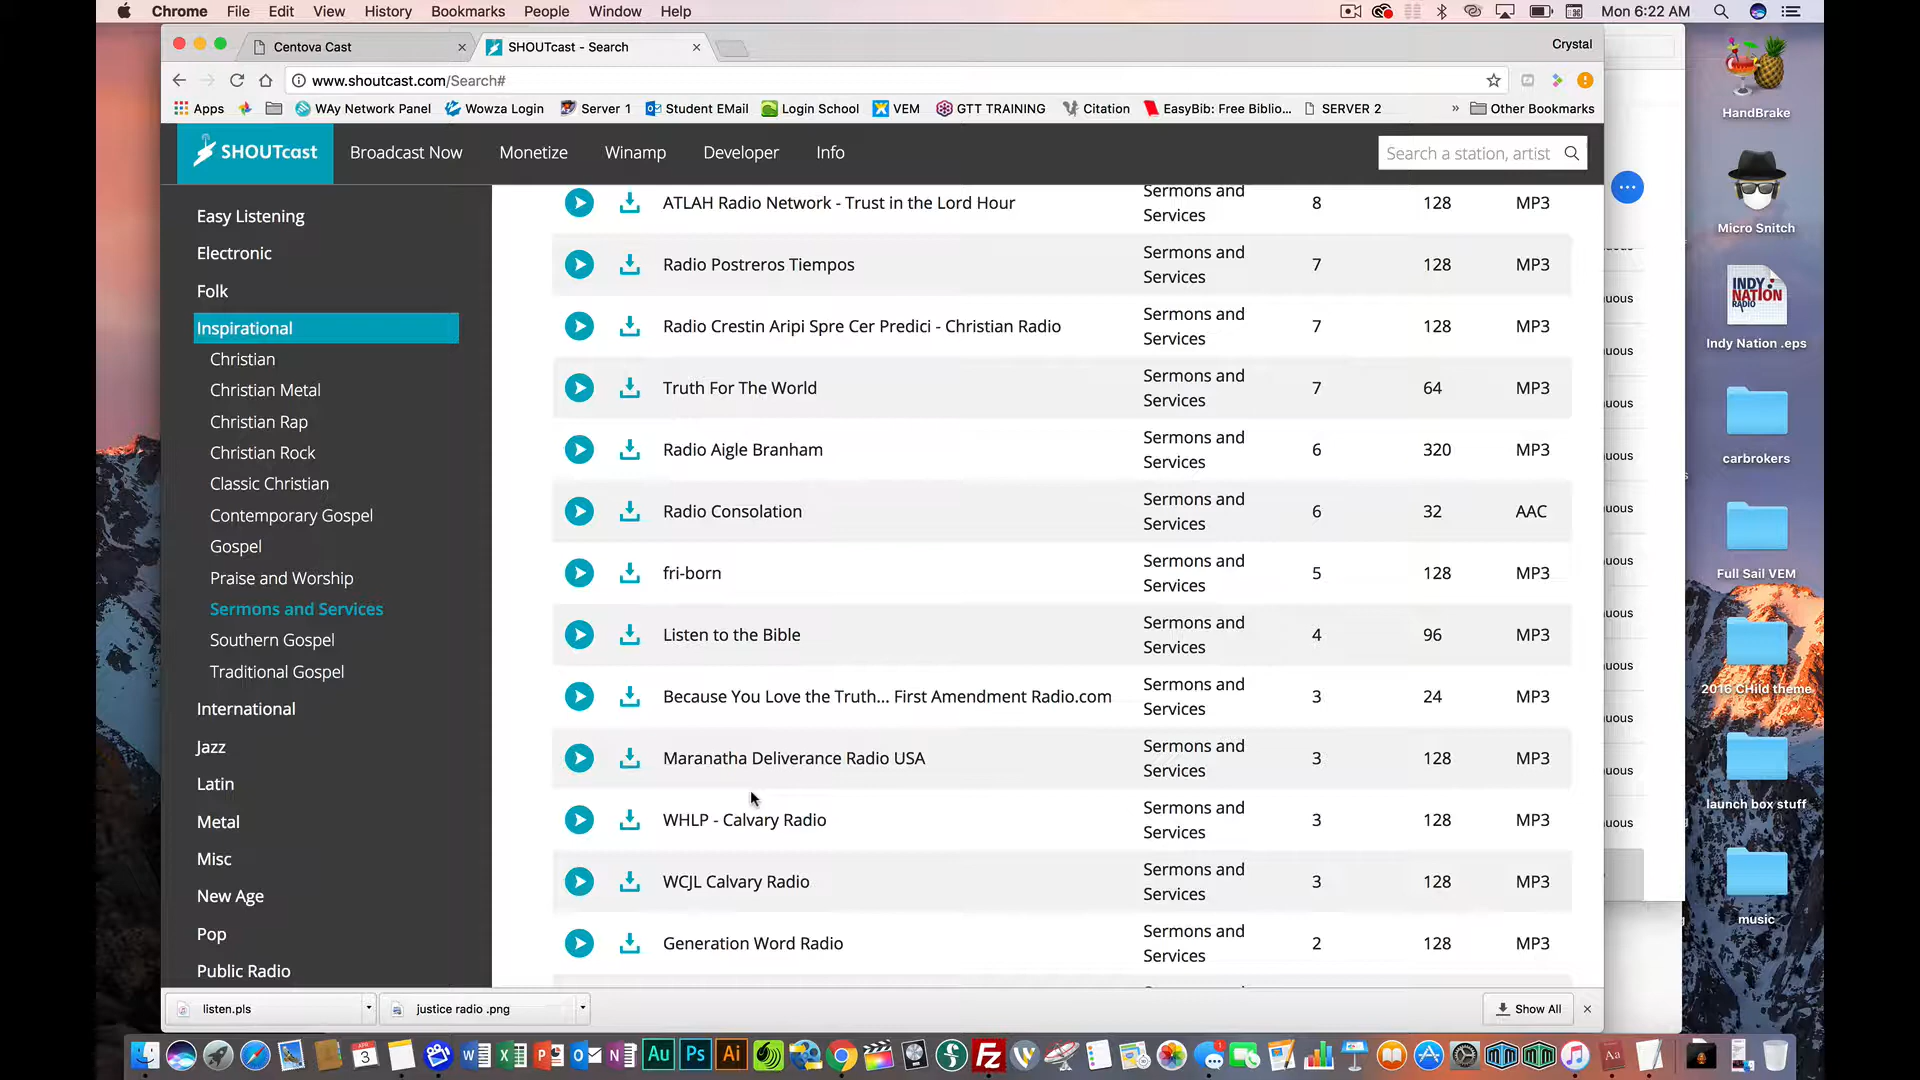 Chrome File Edit View History Bookmarks People Window Help Mon 6:22 AM
Centova Cast SHOUTcast - Search Crystal
www.shoutcast.com/Search#
Apps WAy Network Panel Wowza Login Server 1 Student EMail Login School VEM GTT TRAINING Citation EasyBib: Free Biblio... SERVER 2 » Other Bookmarks
SHOUTcast Broadcast Now Monetize Winamp Developer Info Search a station, artist
Easy Listening
Electronic
Folk
Inspirational
Christian
Christian Metal
Christian Rap
Christian Rock
Classic Christian
Contemporary Gospel
Gospel
Praise and Worship
Sermons and Services
Southern Gospel
Traditional Gospel
International
Jazz
Latin
Metal
Misc
New Age
Pop
Public Radio
ATLAH Radio Network - Trust in the Lord Hour Sermons and Services 8 128 MP3
Radio Postreros Tiempos Sermons and Services 7 128 MP3
Radio Crestin Aripi Spre Cer Predici - Christian Radio Sermons and Services 7 128 MP3
Truth For The World Sermons and Services 7 64 MP3
Radio Aigle Branham Sermons and Services 6 320 MP3
Radio Consolation Sermons and Services 6 32 AAC
fri-born Sermons and Services 5 128 MP3
Listen to the Bible Sermons and Services 4 96 MP3
Because You Love the Truth... First Amendment Radio.com Sermons and Services 3 24 MP3
Maranatha Deliverance Radio USA Sermons and Services 3 128 MP3
WHLP - Calvary Radio Sermons and Services 3 128 MP3
WCJL Calvary Radio Sermons and Services 3 128 MP3
Generation Word Radio Sermons and Services 2 128 MP3
HandBrake
Micro Snitch
INDY NATION RADIO
Indy Nation .eps
carbrokers
Full Sail VEM
2016 CHild theme
launch box stuff
music
listen.pls justice radio .png Show All